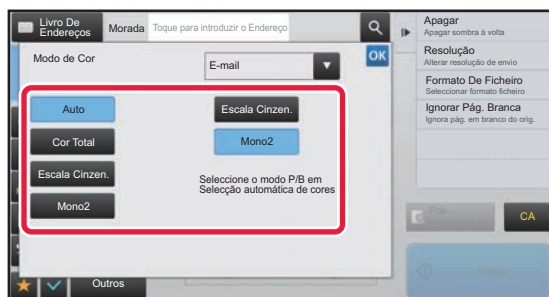 Livro De
Endereços
Morada
Toque para introduzir o Endereço
Modo de Cor
E-mail
OK
Auto
Cor Total
Escala Cinzen.
Mono2
Escala Cinzen.
Mono2
Seleccione o modo P/B em
Selecção automática de cores
Outros
Apagar
Apagar sombra à volta
Resolução
Alterar resolução de envio
Formato De Ficheiro
Seleccionar formato ficheiro
Ignorar Pág. Branca
Ignora pág. em branco do orig.
CA